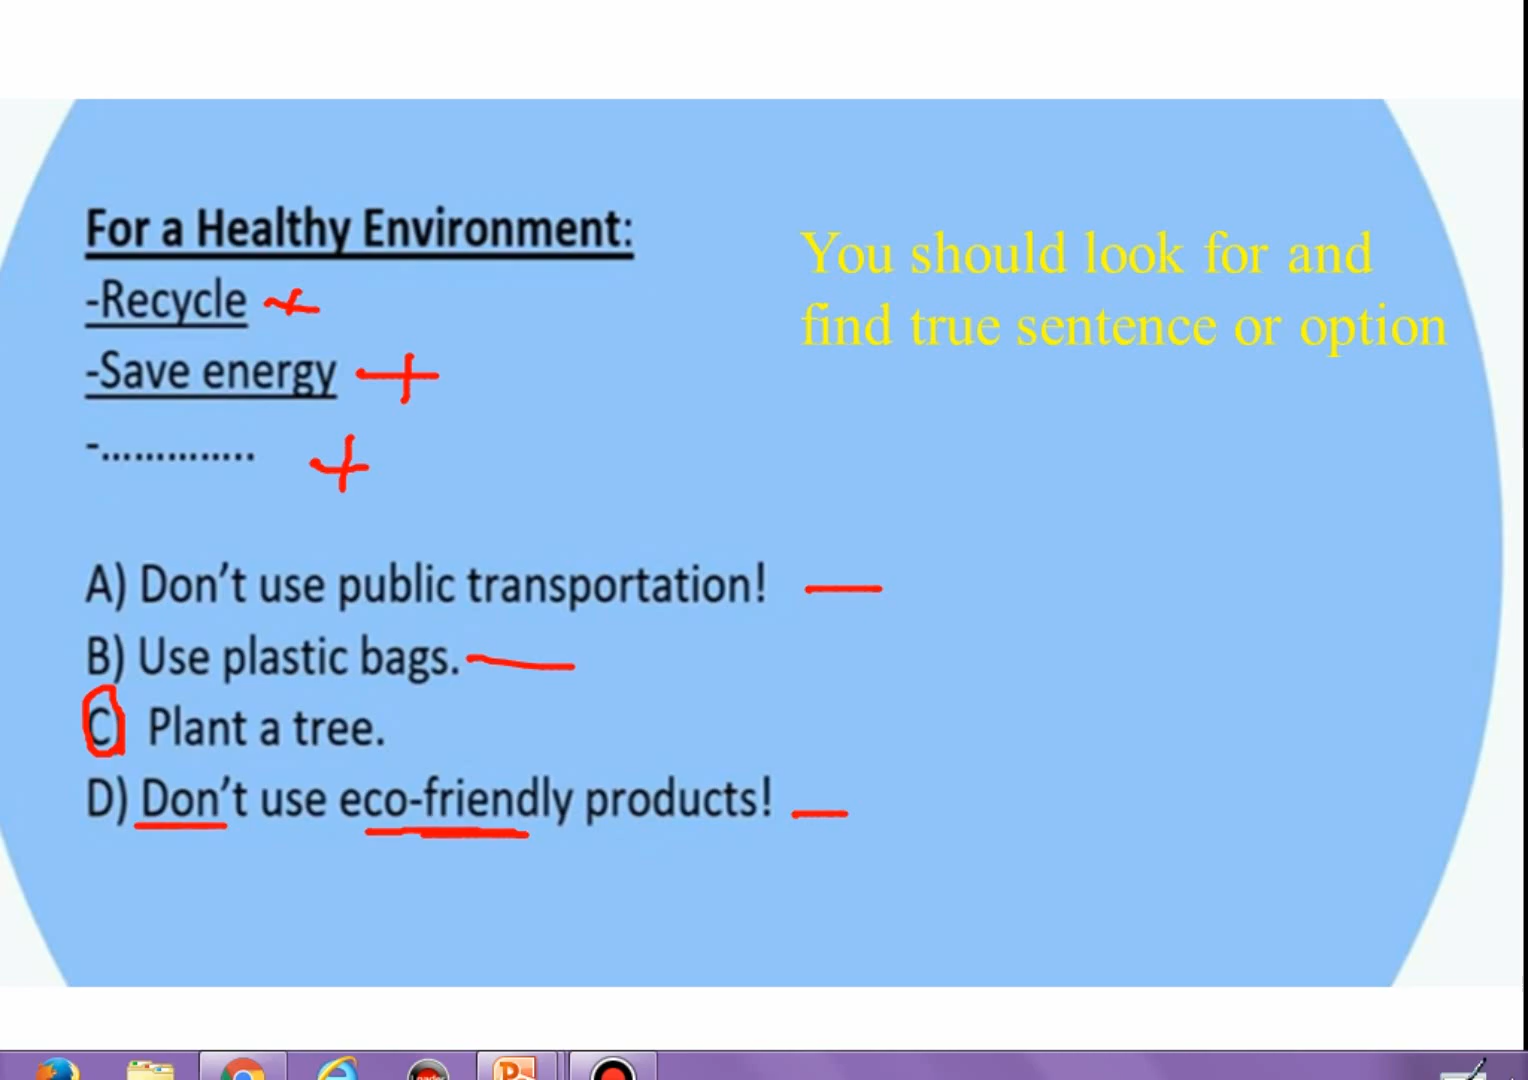 For a Healthy Environment:
-Recycle
-Save energy
-..............
You should look for and
find true sentence or option
A) Don't use public transportation!
B) Use plastic bags.
C) Plant a tree.
D) Don't use eco-friendly products!